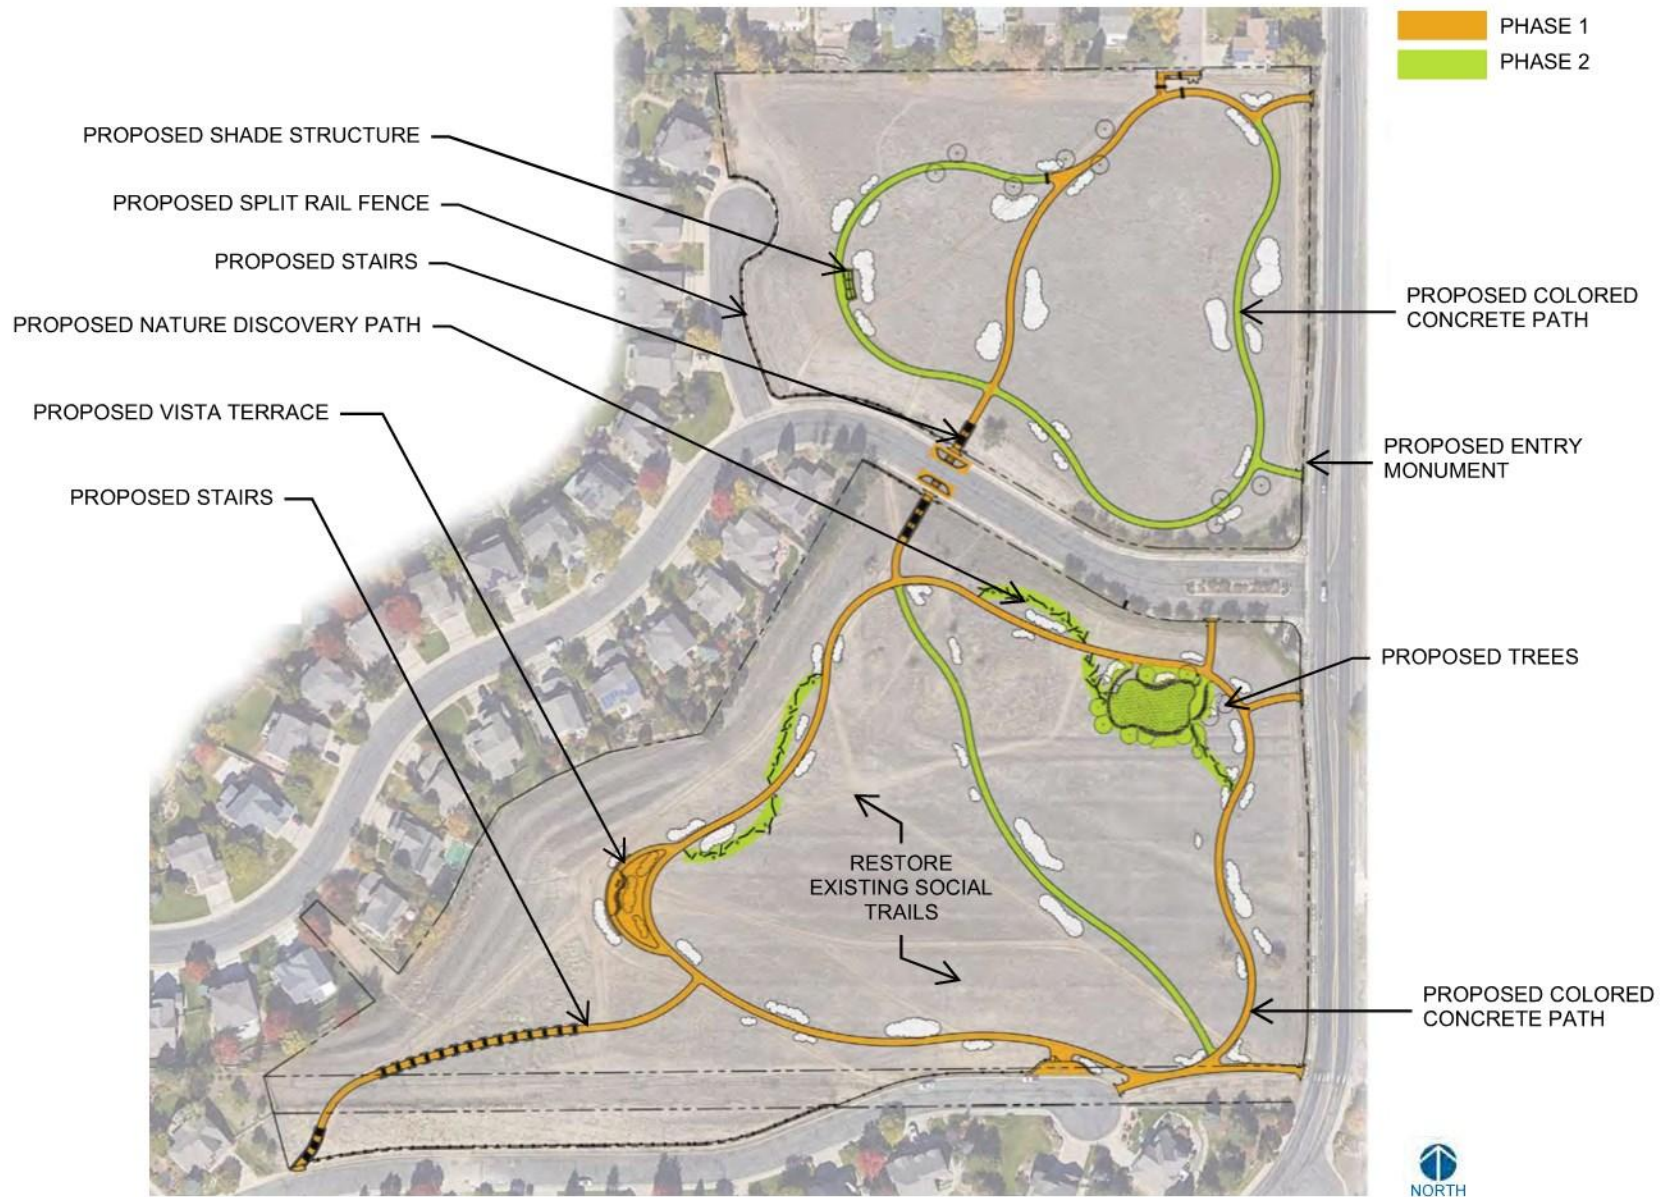 PHASE 1
PHASE 2
PROPOSED SHADE STRUCTURE
PROPOSED SPLIT RAIL FENCE
PROPOSED STAIRS
PROPOSED NATURE DISCOVERY PATH
PROPOSED VISTA TERRACE
PROPOSED STAIRS
PROPOSED COLORED
CONCRETE PATH
PROPOSED ENTRY
MONUMENT
PROPOSED TREES
RESTORE
EXISTING SOCIAL
TRAILS
PROPOSED COLORED
CONCRETE PATH
NORTH